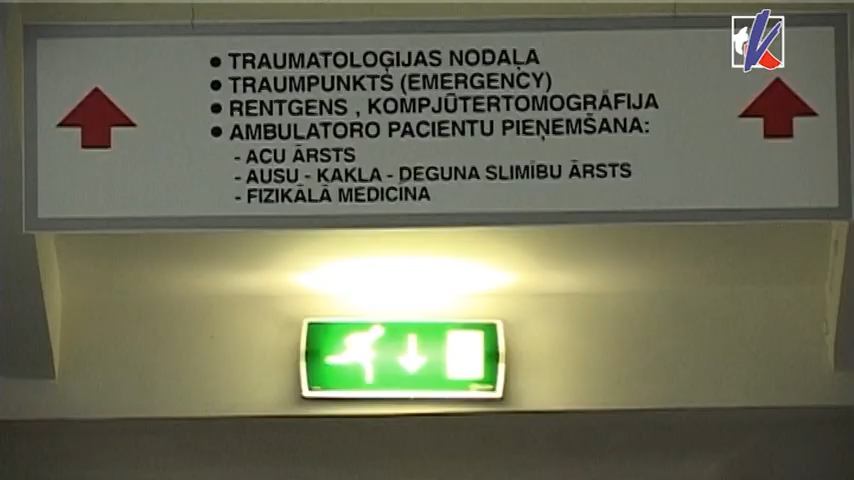 ● TRAUMATOLOĢIJAS NODAĻA
● TRAUMPUNKTS (EMERGENCY)
● RENTGENS , KOMPJŪTERTOMOGRĀFIJA
● AMBULATORO PACIENTU PIEŅEMŠANA:
- ACU ĀRSTS
- AUSU - KAKLA - DEGUNA SLIMĪBU ĀRSTS
- FIZIKĀLĀ MEDICĪNA